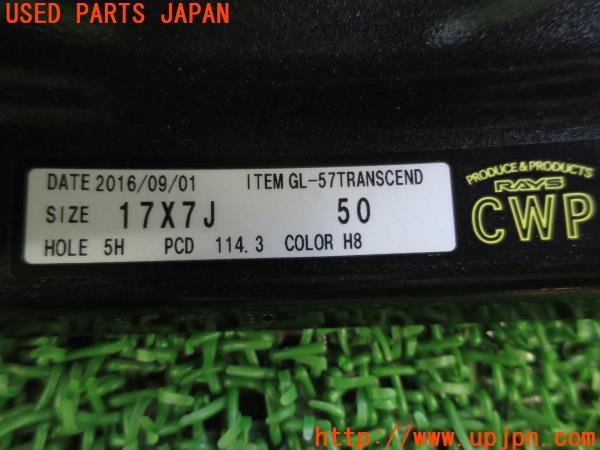 USED PARTS JAPAN
DATE 2016/09/01 ITEM GL-57TRANSCEND
SIZE 17X7J 50
HOLE 5H PCD 114.3 COLOR H8
PRODUCE & PRODUCTS
RAYS
CWP
UPJ
www.upjpn.com